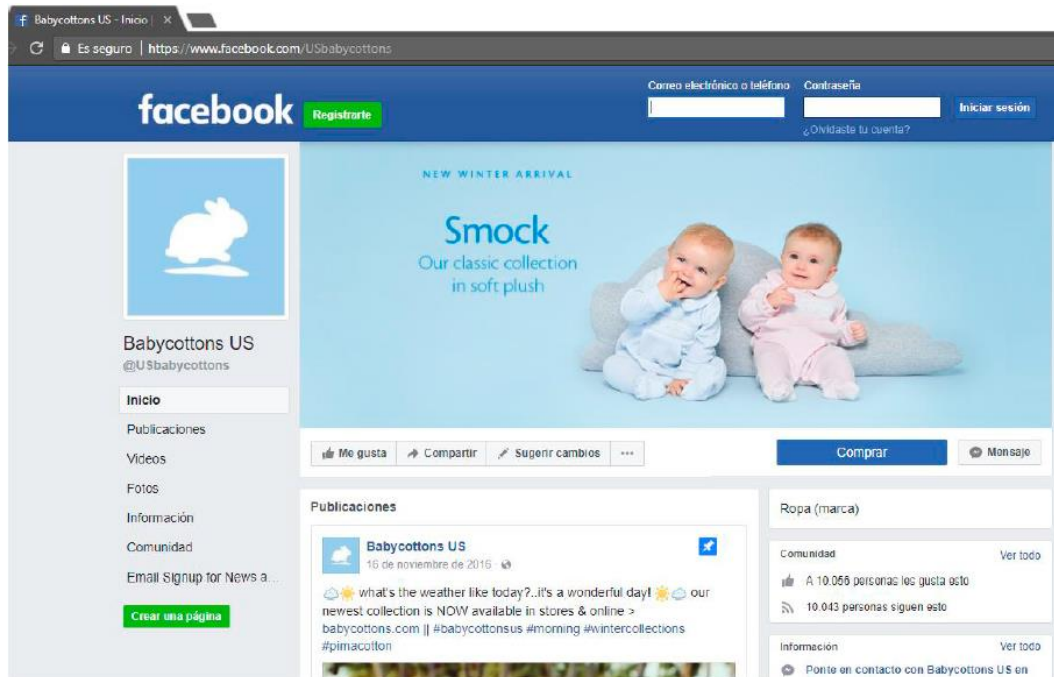 Babycottons US - Inicio |
Es seguro | https://www.facebook.com/USbabycottons
Correo electrónico o teléfono Contraseña
facebook Registrarte Iniciar sesión
¿Olvidaste tu cuenta?
NEW WINTER ARRIVAL
Smock
Our classic collection
in soft plush
Babycottons US
@USbabycottons
Inicio
Publicaciones
Videos
Fotos
Información
Comunidad
Email Signup for News a...
Crear una página
Me gusta Compartir Sugerir cambios ...
Comprar Mensaje
Publicaciones
Babycottons US
16 de noviembre de 2016
what's the weather like today?..it's a wonderful day! our
newest collection is NOW available in stores & online >
babycottons.com || #babycottonsus #morning #wintercollections
#pimacotton
Ropa (marca)
Comunidad Ver todo
A 10.056 personas les gusta esto
10.043 personas siguen esto
Información Ver todo
Ponte en contacto con Babycottons US en